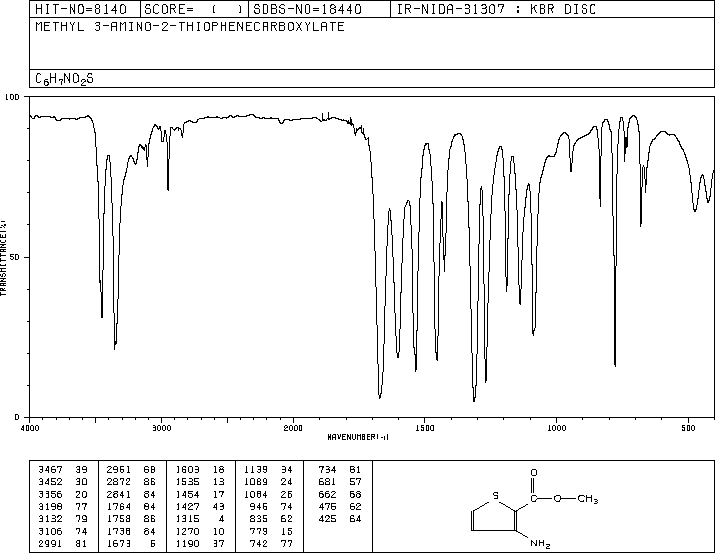 HIT-NO=8140 SCORE= ( ) SDBS-NO=18440 IR-NIDA-31307 : KBR DISC
METHYL 3-AMINO-2-THIOPHENECARBOXYLATE
C6H7NO2S
100
50
0
TRANSMITTANCE(%)
4000 3000 2000 1500 1000 500
WAVENUMBER(-1)
3467 39 2951 68 1603 18 1139 34 734 81
3452 30 2872 86 1535 13 1089 24 681 57
3356 20 2841 84 1454 17 1084 26 662 68
3198 77 1764 84 1427 43 945 74 476 62
3132 79 1758 86 1315 4 835 62 425 64
3106 74 1738 84 1270 10 779 15
2991 81 1673 5 1190 37 742 77
O
S
C
O
CH3
NH2